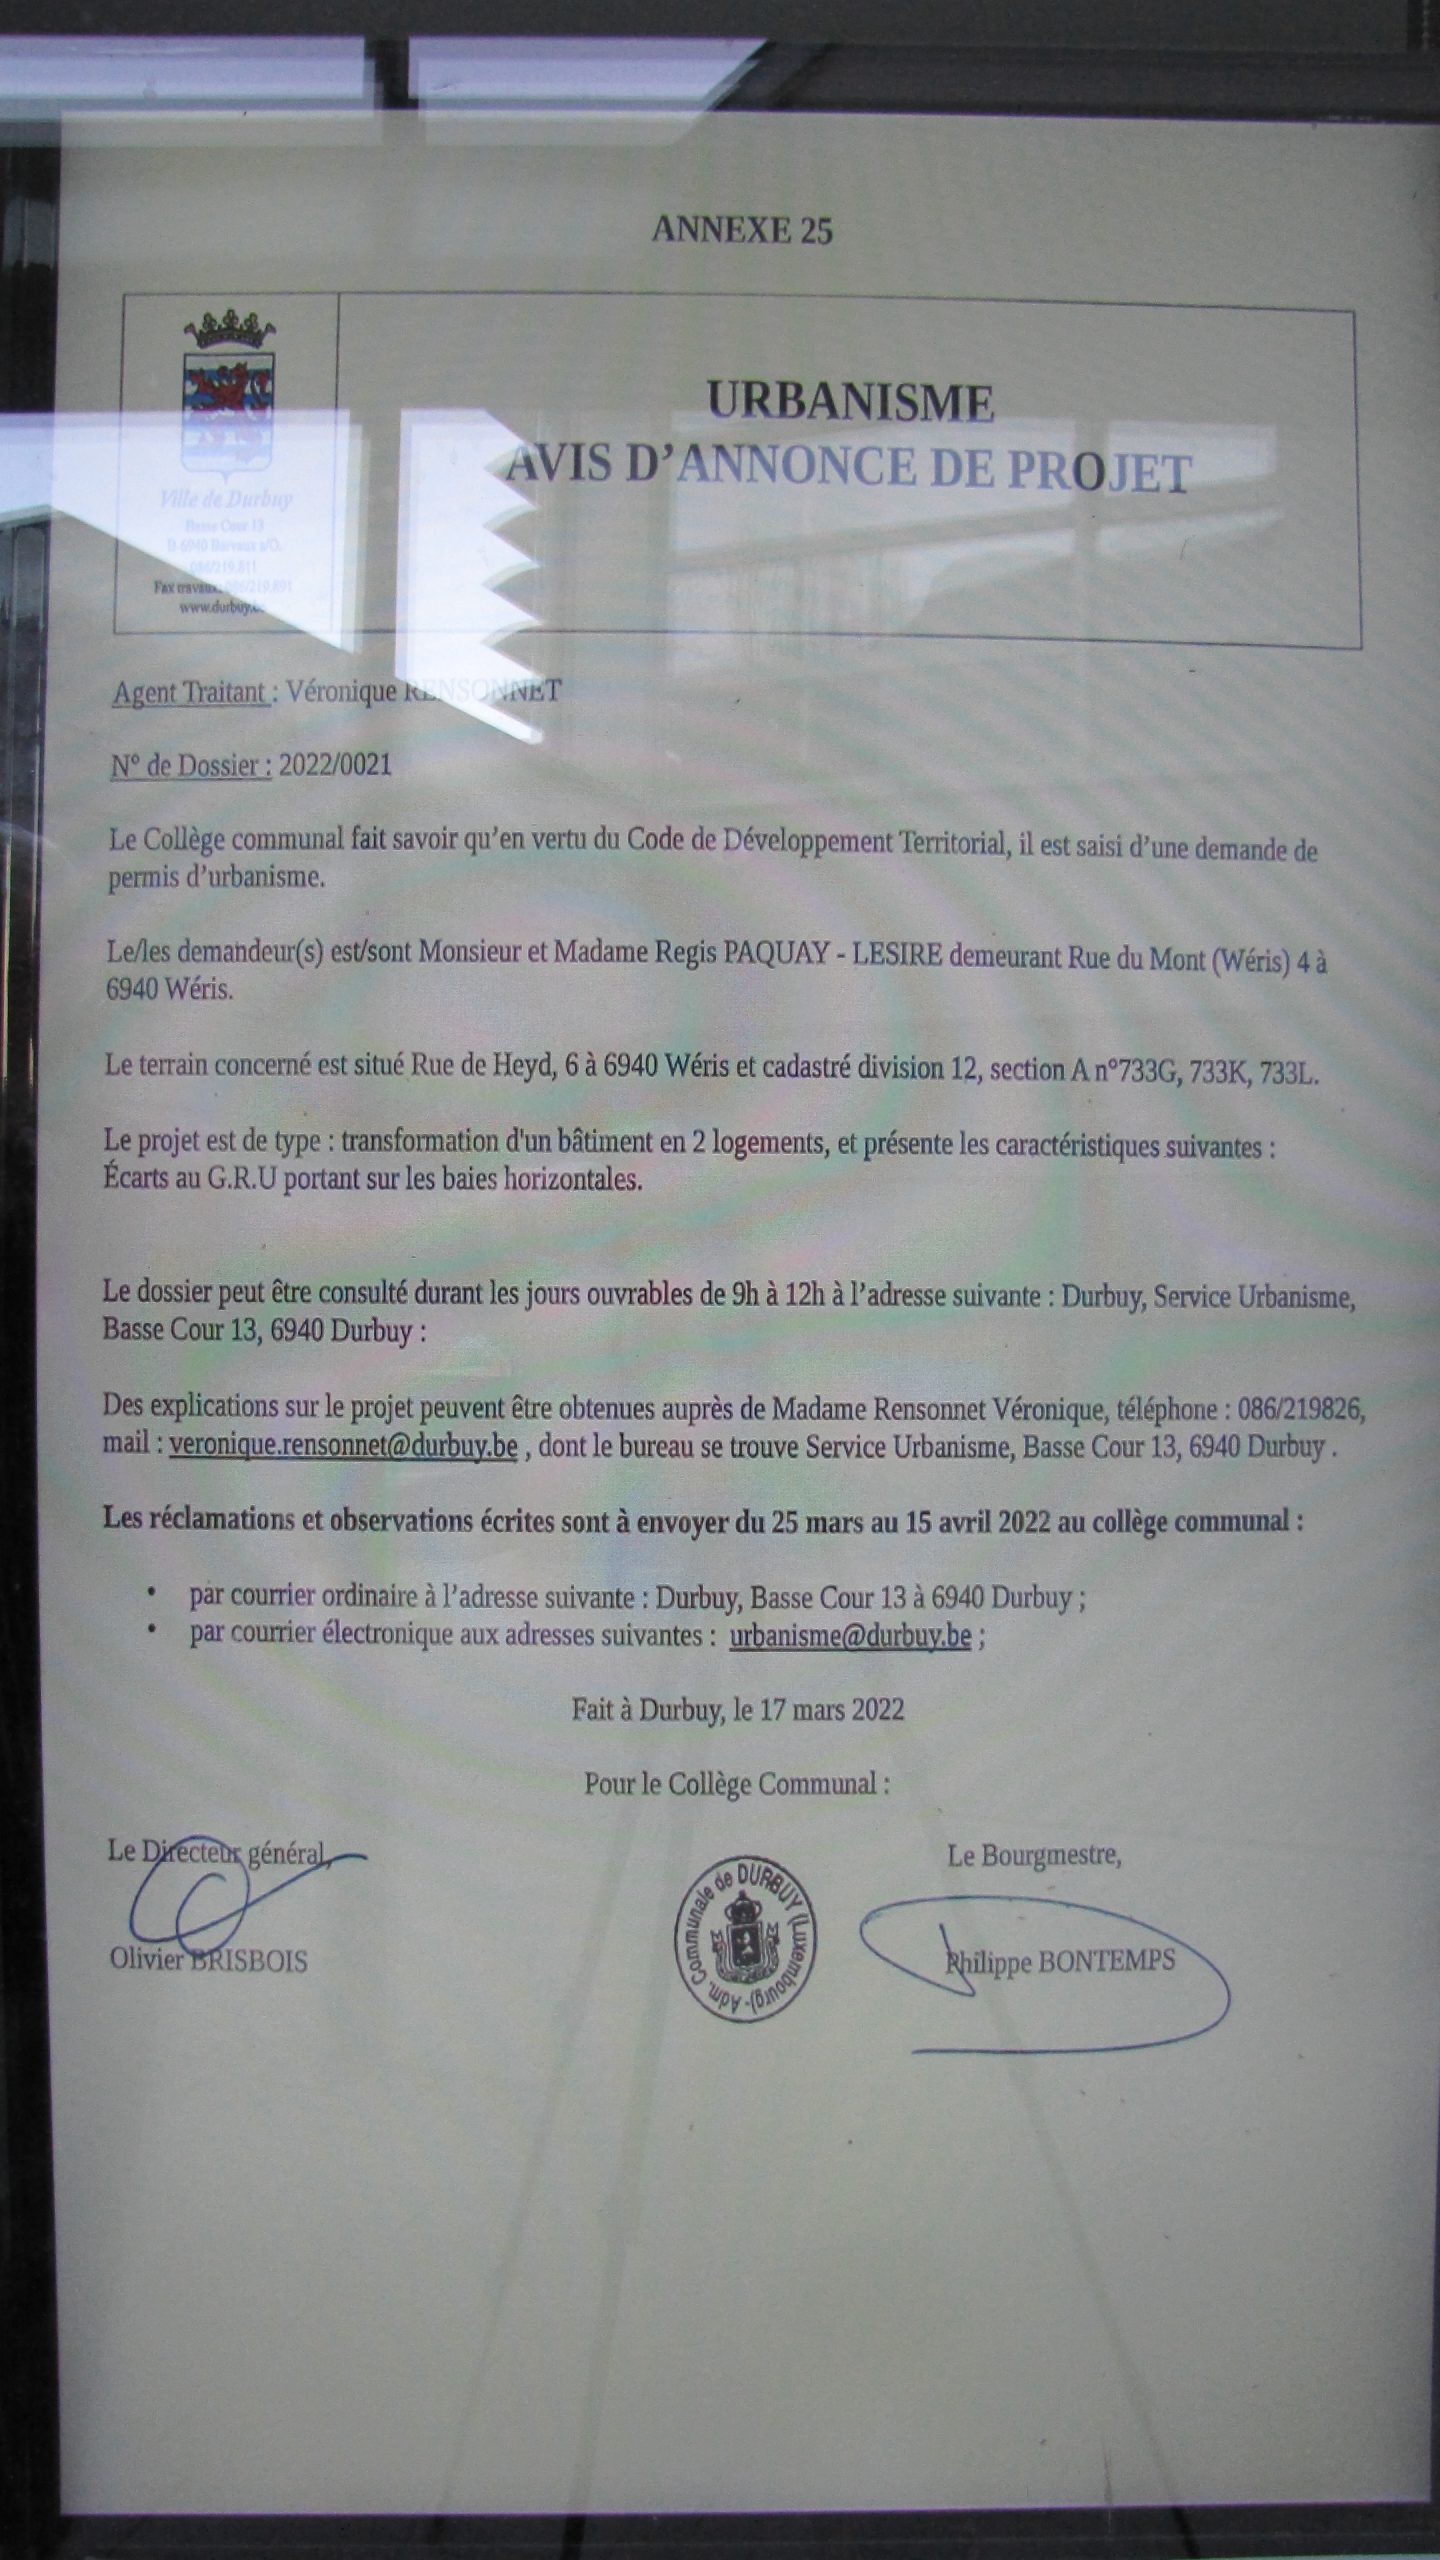 ANNEXE 25
URBANISME
AVIS D’ANNONCE DE PROJET
Ville de Durbuy
Basse Cour 13
B 6940 Barvaux s/O.
086/219.811
Fax travaux: 086/219.891
www.durbuy.be
Agent Traitant : Véronique RENSONNET
N° de Dossier : 2022/0021
Le Collège communal fait savoir qu’en vertu du Code de Développement Territorial, il est saisi d’une demande de
permis d’urbanisme.
Le/les demandeur(s) est/sont Monsieur et Madame Regis PAQUAY - LESIRE demeurant Rue du Mont (Wéris) 4 à
6940 Wéris.
Le terrain concerné est situé Rue de Heyd, 6 à 6940 Wéris et cadastré division 12, section A n°733G, 733K, 733L.
Le projet est de type : transformation d'un bâtiment en 2 logements, et présente les caractéristiques suivantes :
Écarts au G.R.U portant sur les baies horizontales.
Le dossier peut être consulté durant les jours ouvrables de 9h à 12h à l’adresse suivante : Durbuy, Service Urbanisme,
Basse Cour 13, 6940 Durbuy :
Des explications sur le projet peuvent être obtenues auprès de Madame Rensonnet Véronique, téléphone : 086/219826,
mail : veronique.rensonnet@durbuy.be , dont le bureau se trouve Service Urbanisme, Basse Cour 13, 6940 Durbuy .
Les réclamations et observations écrites sont à envoyer du 25 mars au 15 avril 2022 au collège communal :
• par courrier ordinaire à l’adresse suivante : Durbuy, Basse Cour 13 à 6940 Durbuy ;
• par courrier électronique aux adresses suivantes : urbanisme@durbuy.be ;
Fait à Durbuy, le 17 mars 2022
Pour le Collège Communal :
Le Directeur général,
Le Bourgmestre,
Adm. Communale de DURBUY (Luxembourg)-
Olivier BRISBOIS
Philippe BONTEMPS